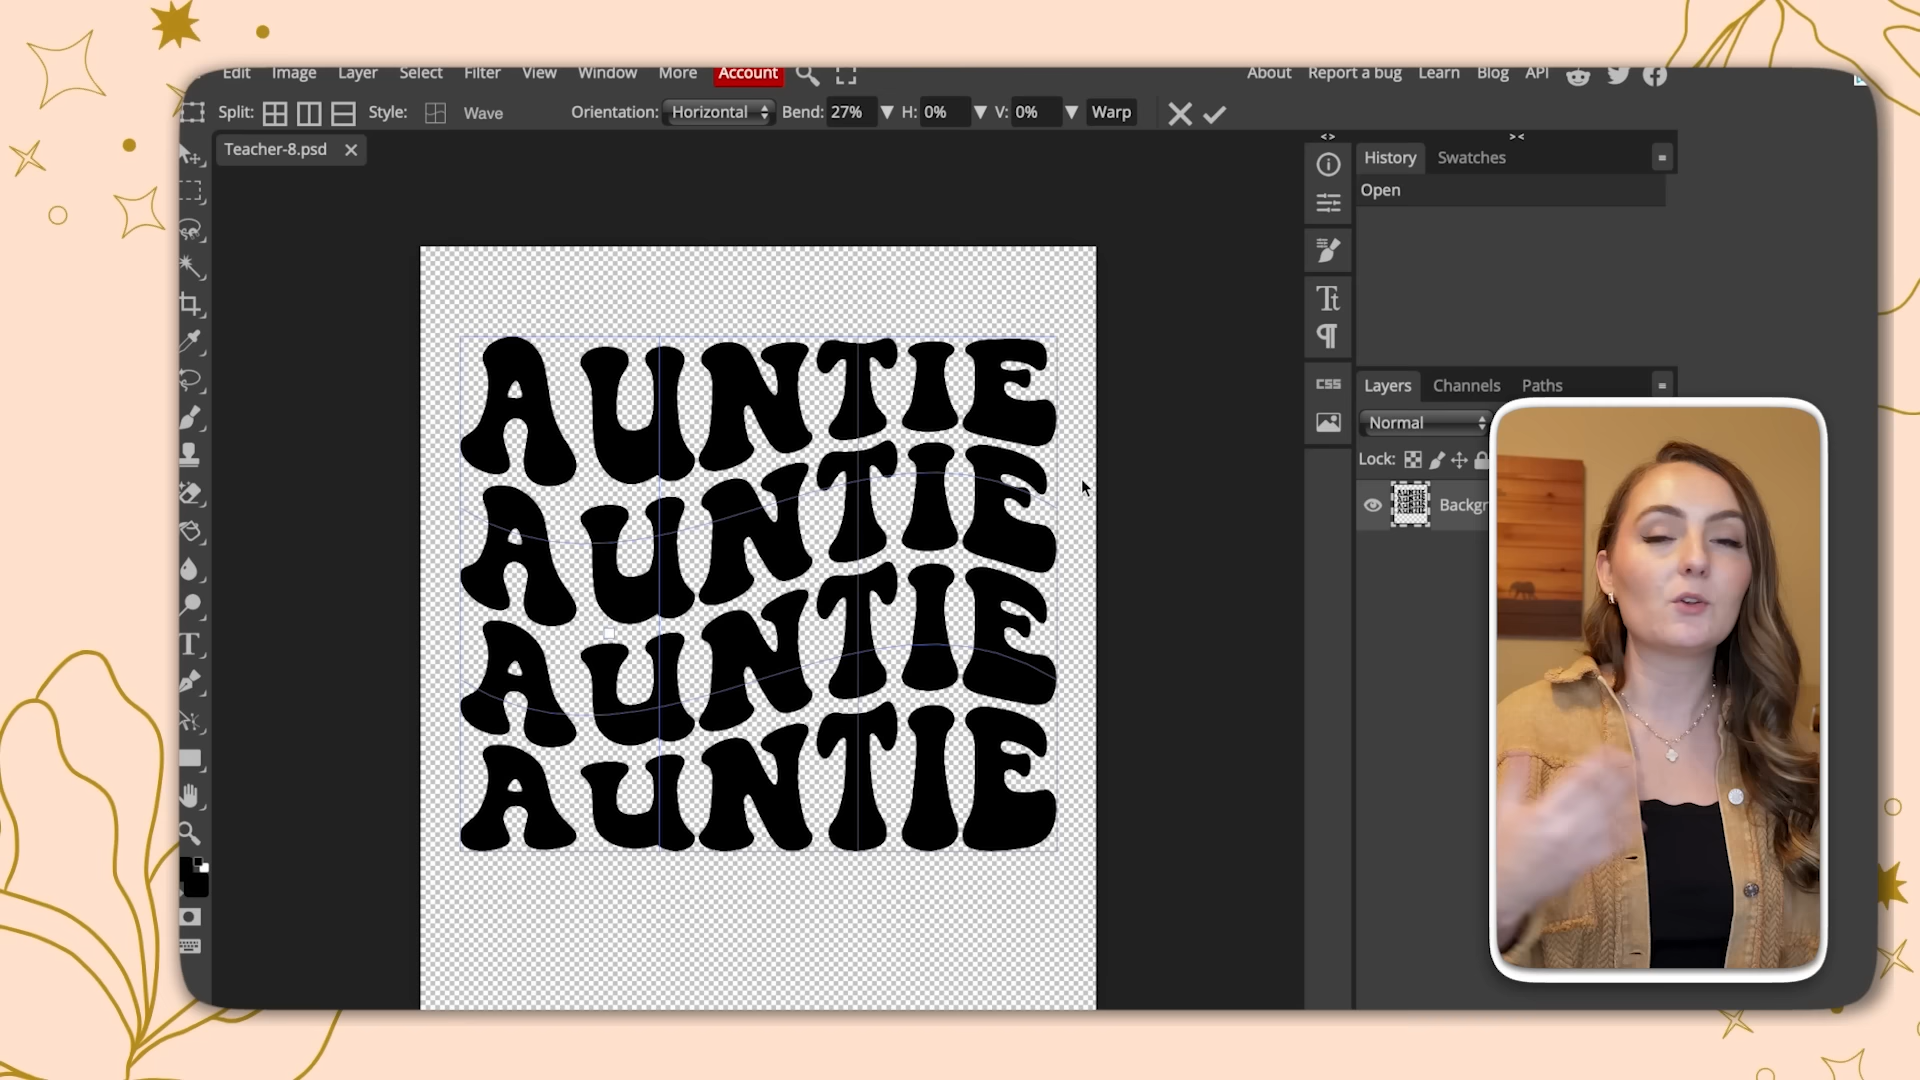 Edit Image Layer Select Filter View Window More Account About Report a bug Learn Blog API
Split: Style: Wave Orientation: Horizontal Bend: 27% H: 0% V: 0% Warp
Teacher-8.psd
History Swatches
Open
Tt
CSS
Layers Channels Paths
Normal
Lock:
Backgr
AUNTIE
AUNTIE
AUNTIE
AUNTIE